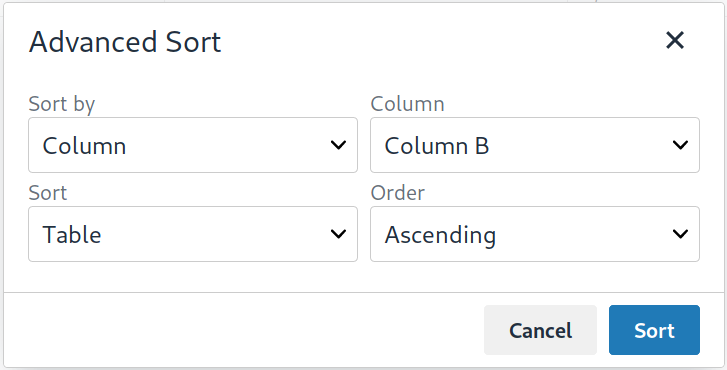 Advanced Sort
Sort by
Column
Column
Column B
Sort
Order
Table
Ascending
Cancel
Sort